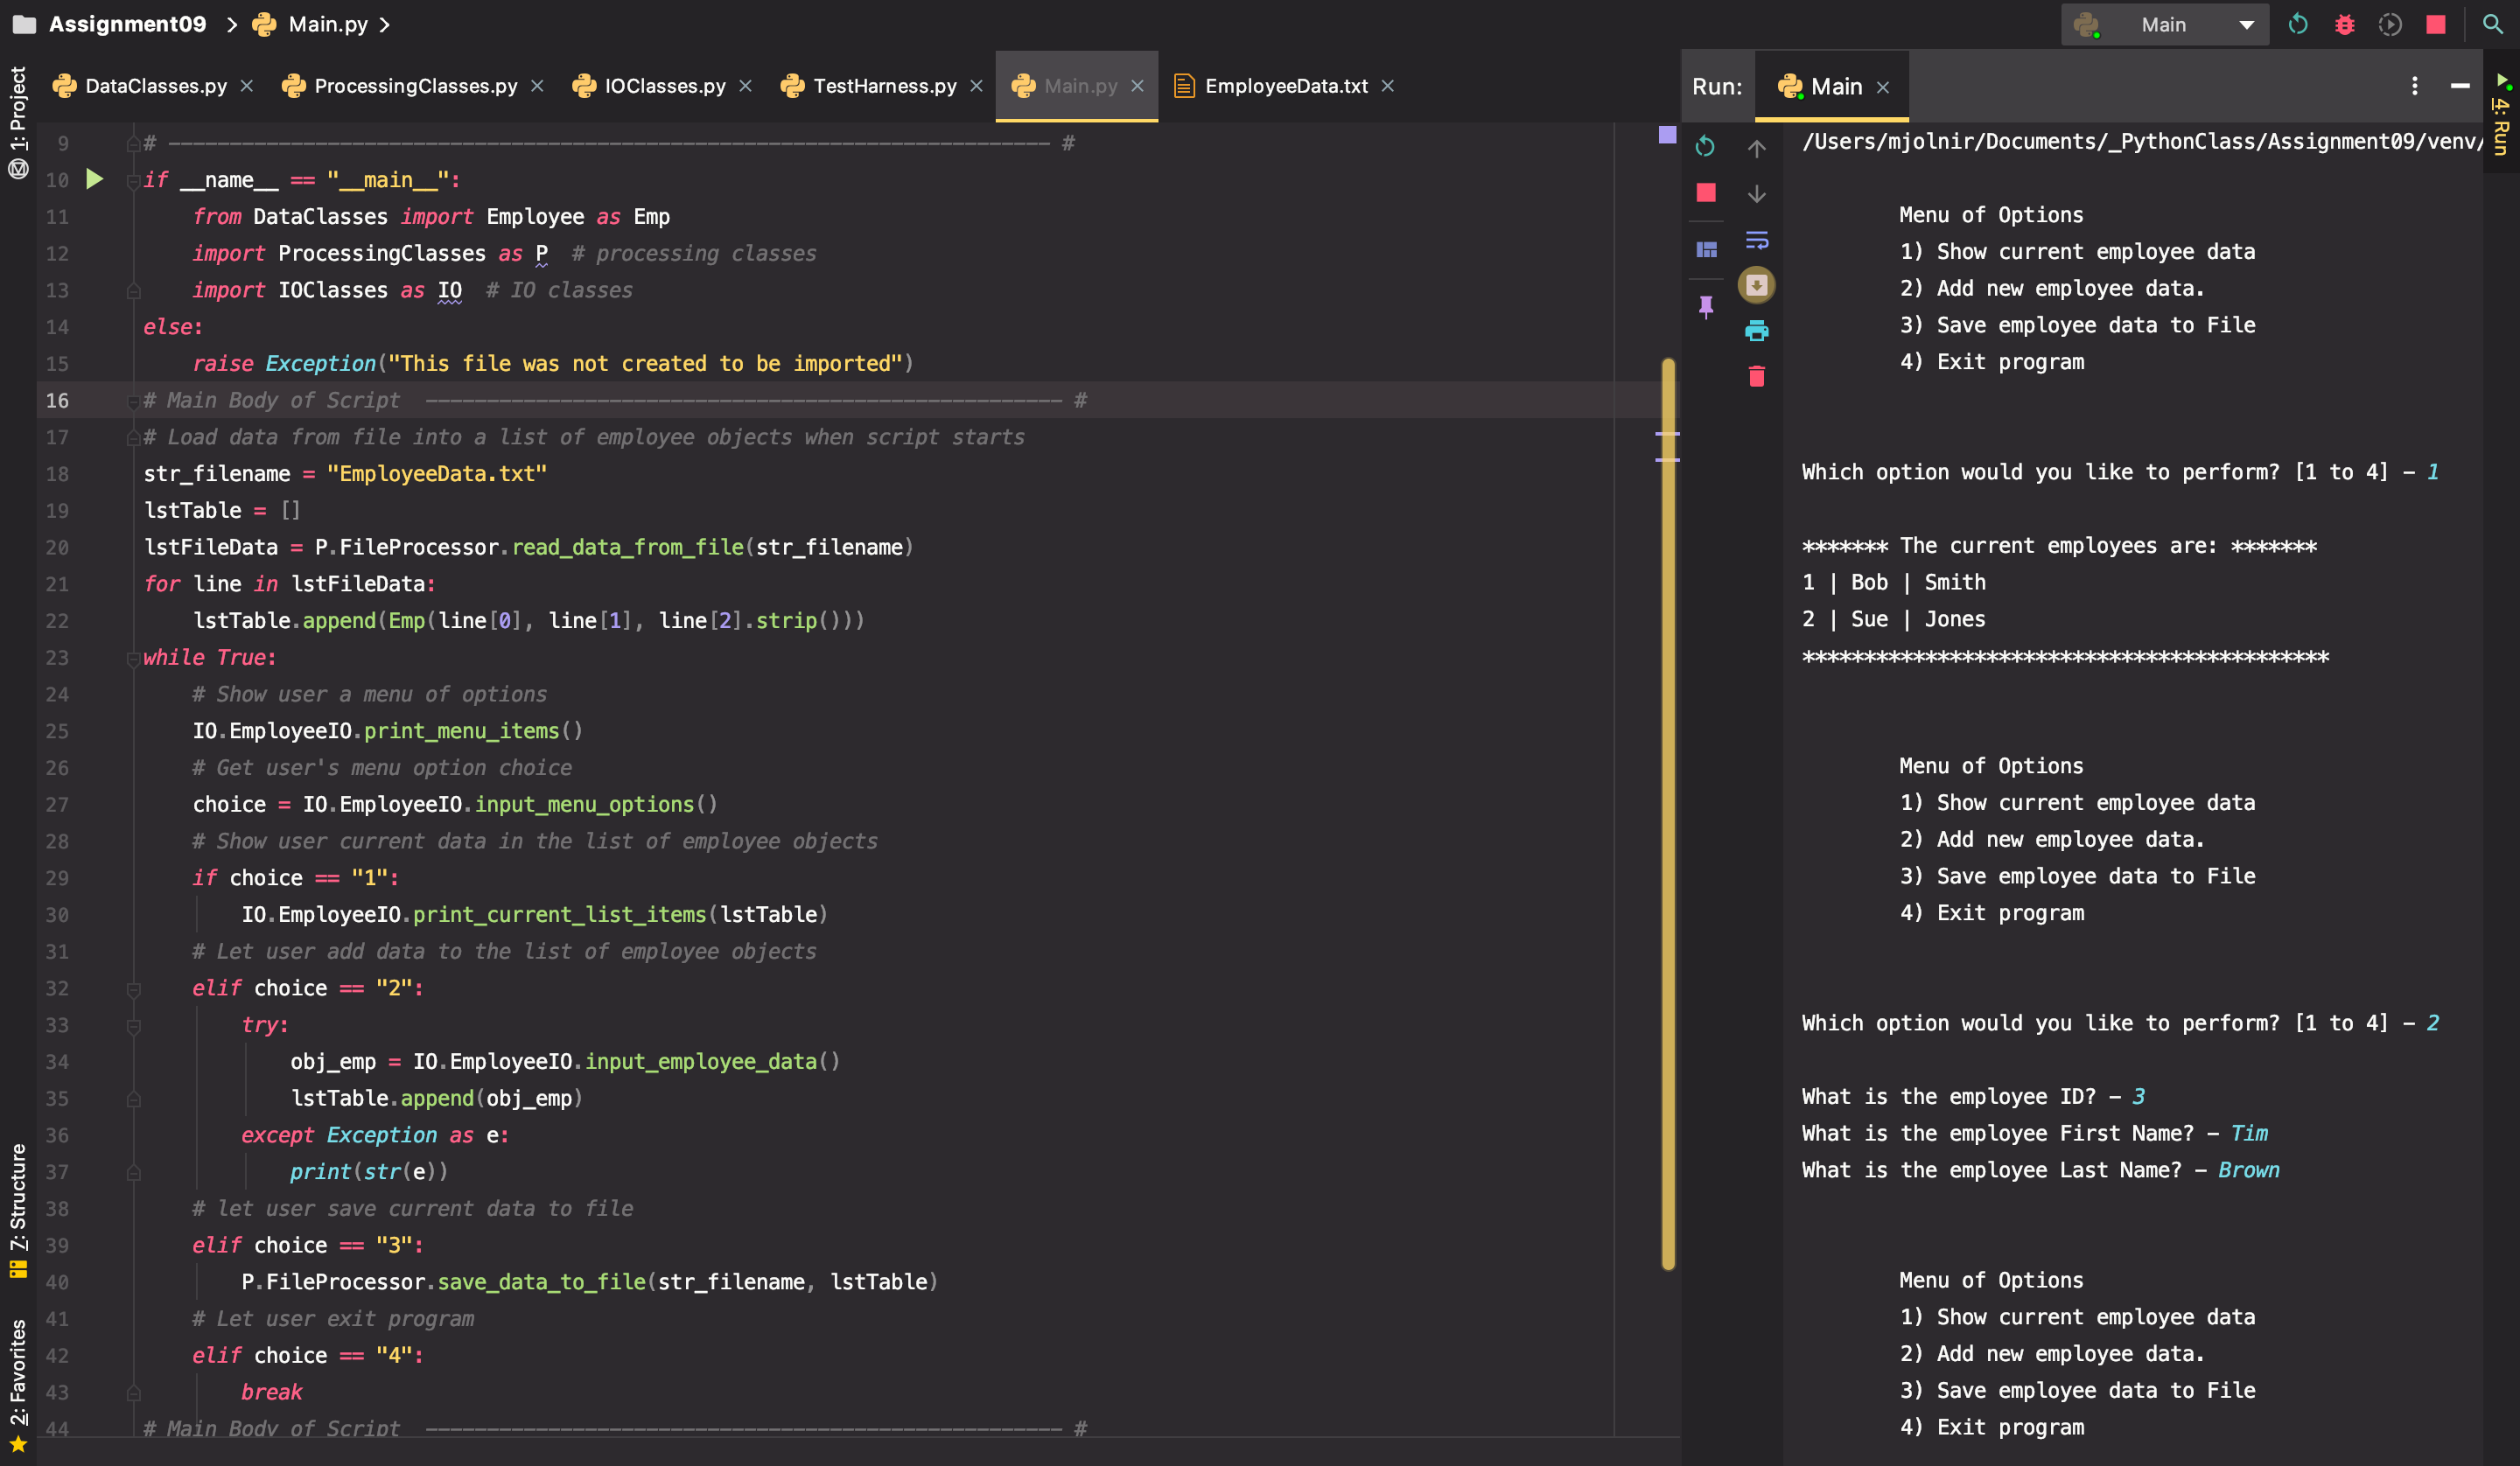 Assignment09 > Main.py >
Main
1: Project
DataClasses.py × ProcessingClasses.py × IOClasses.py × TestHarness.py × Main.py × EmployeeData.txt ×
9 # ------------------------------------------------------------------------ #
10 if __name__ == "__main__":
11     from DataClasses import Employee as Emp
12     import ProcessingClasses as P  # processing classes
13     import IOClasses as IO  # IO classes
14 else:
15     raise Exception("This file was not created to be imported")
16 # Main Body of Script  ---------------------------------------------------- #
17 # Load data from file into a list of employee objects when script starts
18 str_filename = "EmployeeData.txt"
19 lstTable = []
20 lstFileData = P.FileProcessor.read_data_from_file(str_filename)
21 for line in lstFileData:
22     lstTable.append(Emp(line[0], line[1], line[2].strip()))
23 while True:
24     # Show user a menu of options
25     IO.EmployeeIO.print_menu_items()
26     # Get user's menu option choice
27     choice = IO.EmployeeIO.input_menu_options()
28     # Show user current data in the list of employee objects
29     if choice == "1":
30         IO.EmployeeIO.print_current_list_items(lstTable)
31     # Let user add data to the list of employee objects
32     elif choice == "2":
33         try:
34             obj_emp = IO.EmployeeIO.input_employee_data()
35             lstTable.append(obj_emp)
36         except Exception as e:
37             print(str(e))
38     # let user save current data to file
39     elif choice == "3":
40         P.FileProcessor.save_data_to_file(str_filename, lstTable)
41     # Let user exit program
42     elif choice == "4":
43         break
44 # Main Body of Script  ---------------------------------------------------- #
7: Structure
2: Favorites
Run: Main ×
4: Run
/Users/mjolnir/Documents/_PythonClass/Assignment09/venv/
Menu of Options
1) Show current employee data
2) Add new employee data.
3) Save employee data to File
4) Exit program
Which option would you like to perform? [1 to 4] - 1
******* The current employees are: *******
1 | Bob | Smith
2 | Sue | Jones
*******************************************
Menu of Options
1) Show current employee data
2) Add new employee data.
3) Save employee data to File
4) Exit program
Which option would you like to perform? [1 to 4] - 2
What is the employee ID? - 3
What is the employee First Name? - Tim
What is the employee Last Name? - Brown
Menu of Options
1) Show current employee data
2) Add new employee data.
3) Save employee data to File
4) Exit program